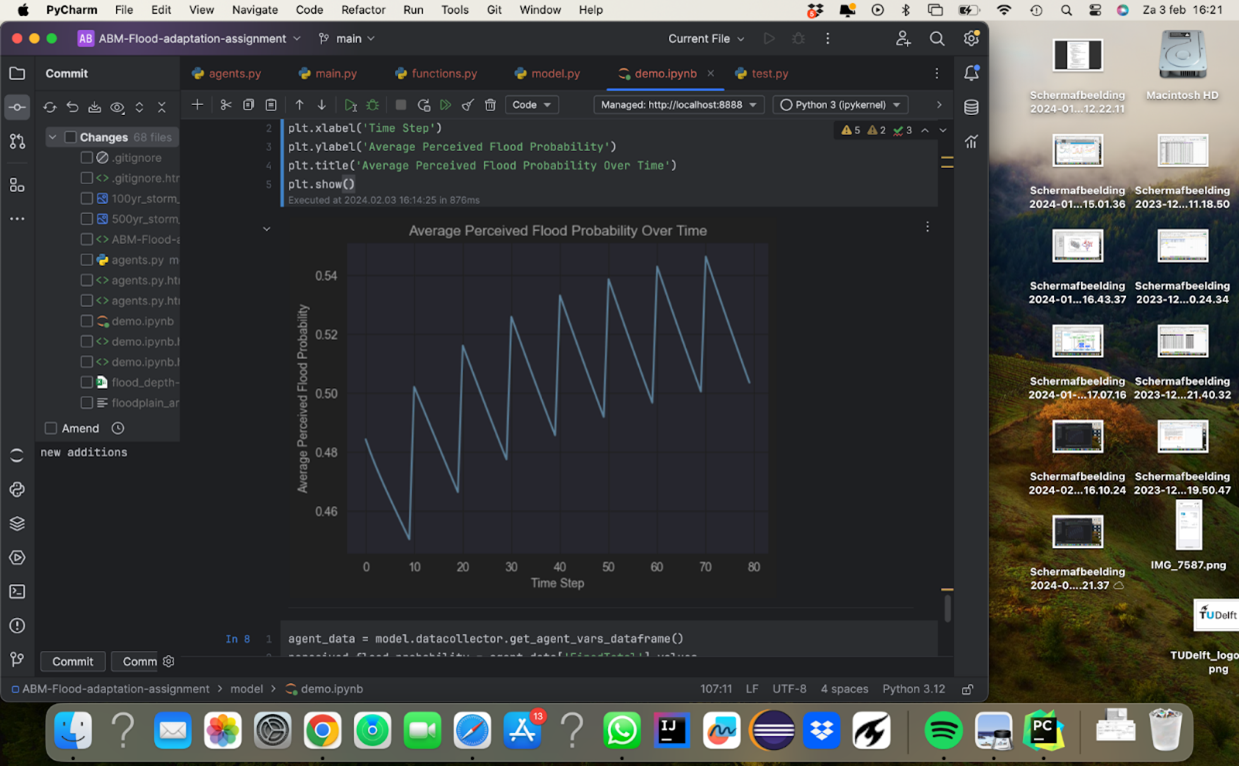 PyCharm File Edit View Navigate Code Refactor Run Tools Git Window Help Za 3 feb 16:21
AB ABM-Flood-adaptation-assignment main Current File
Commit
agents.py main.py functions.py model.py demo.ipynb test.py
Code Managed: http://localhost:8888 Python 3 (ipykernel)
Changes 68 files
.gitignore
100yr_storm_
500yr_storm_
ABM-Flood-a
agents.py
agents.py.ht
agents.py.ht
demo.ipynb
demo.ipynb.h
demo.ipynb.h
flood_depth-
floodplain_ar
Amend
new additions
Commit
Comm
5 2 3
2 plt.xlabel('Time Step')
3 plt.ylabel('Average Perceived Flood Probability')
4 plt.title('Average Perceived Flood Probability Over Time')
5 plt.show()
Executed at 2024.02.03 16:14:25 in 876ms
Average Perceived Flood Probability Over Time
Average Perceived Flood Probability
0.54
0.52
0.50
0.48
0.46
0 10 20 30 40 50 60 70 80
Time Step
In 8 1 agent_data = model.datacollector.get_agent_vars_dataframe()
ABM-Flood-adaptation-assignment > model > demo.ipynb 107:11 LF UTF-8 4 spaces Python 3.12
Schermafbeelding
2024-01...12.22.11
Macintosh HD
Schermafbeelding
2024-01...15.01.36
Schermafbeelding
2023-12...11.18.50
Schermafbeelding
2024-01...16.43.37
Schermafbeelding
2023-12...0.24.34
Schermafbeelding
2024-01-...17.07.16
Schermafbeelding
2023-12...21.40.32
Schermafbeelding
2024-02...16.10.24
Schermafbeelding
2023-12...19.50.47
Schermafbeelding
2024-0....21.37
IMG_7587.png
TUDelft
TUDelft_logo
png
13
IJ
PC